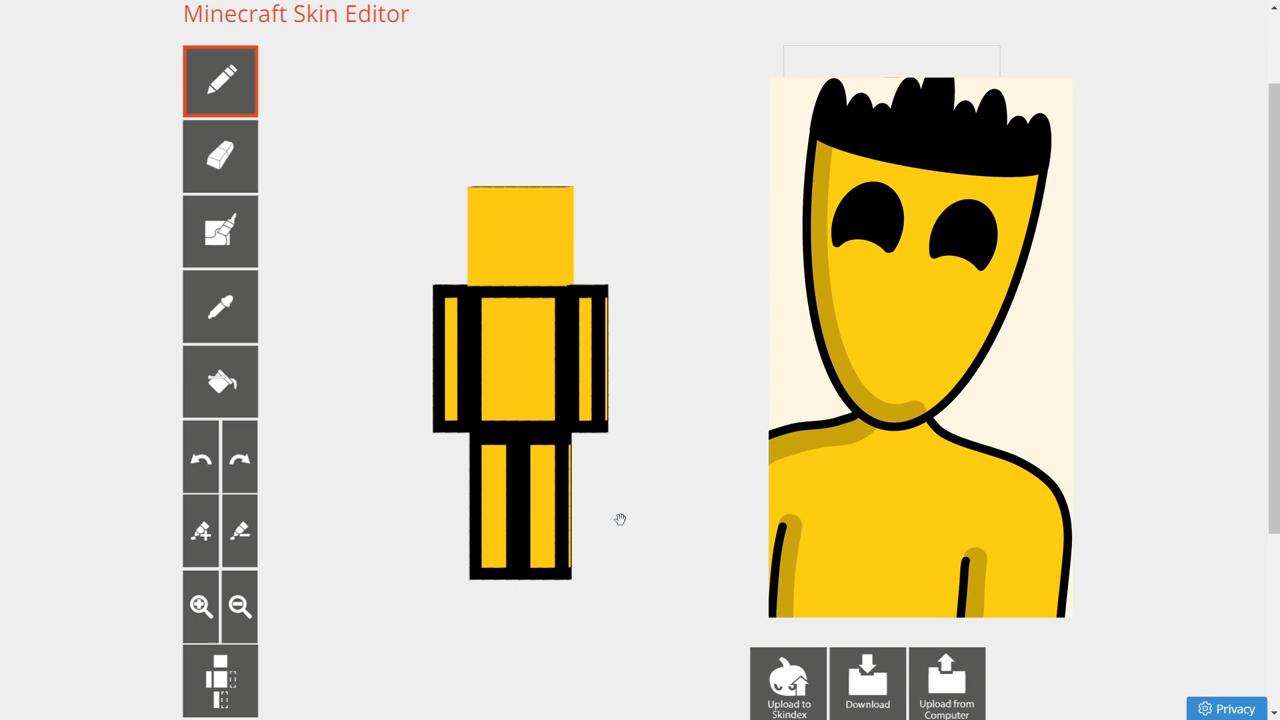 Minecraft Skin Editor
Upload to
Skindex
Download
Upload from
Computer
Privacy